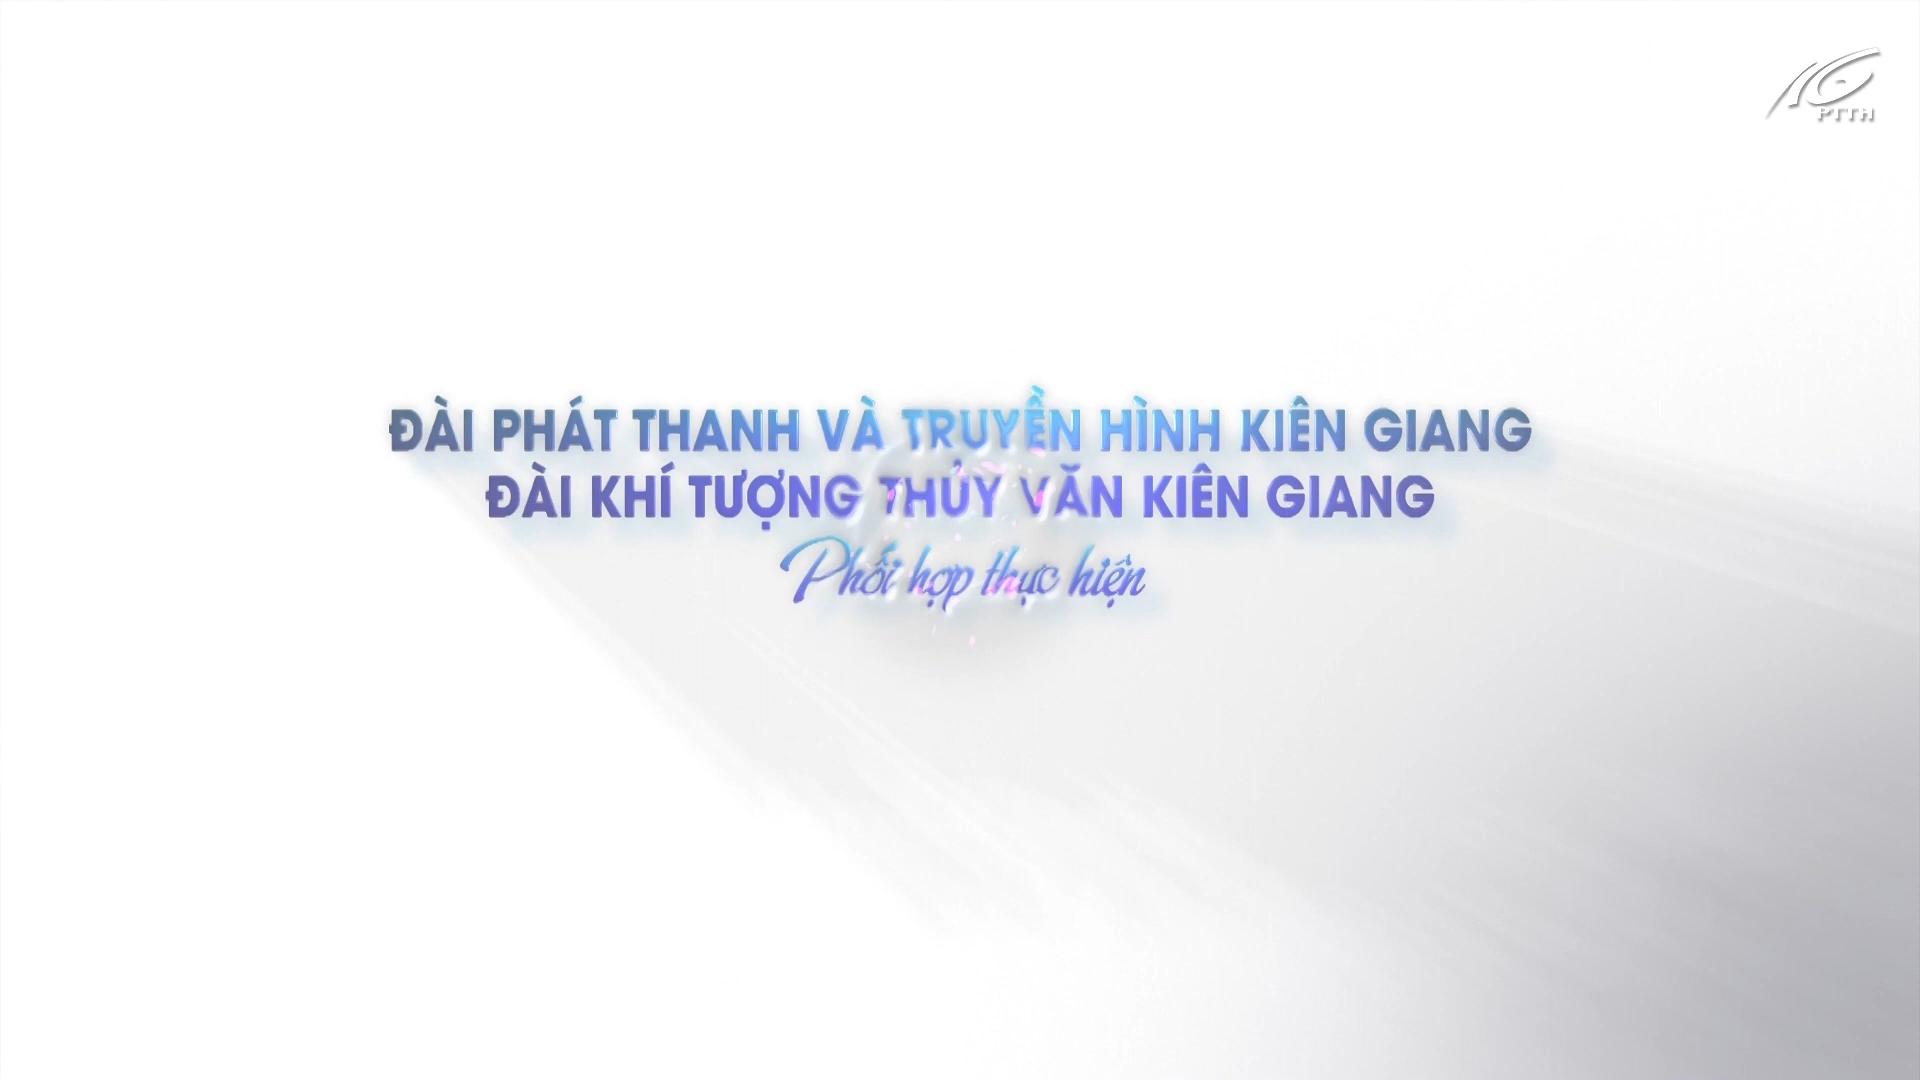 PTTH
ĐÀI PHÁT THANH VÀ TRUYỀN HÌNH KIÊN GIANG
ĐÀI KHÍ TƯỢNG THỦY VĂN KIÊN GIANG
Phối hợp thực hiện